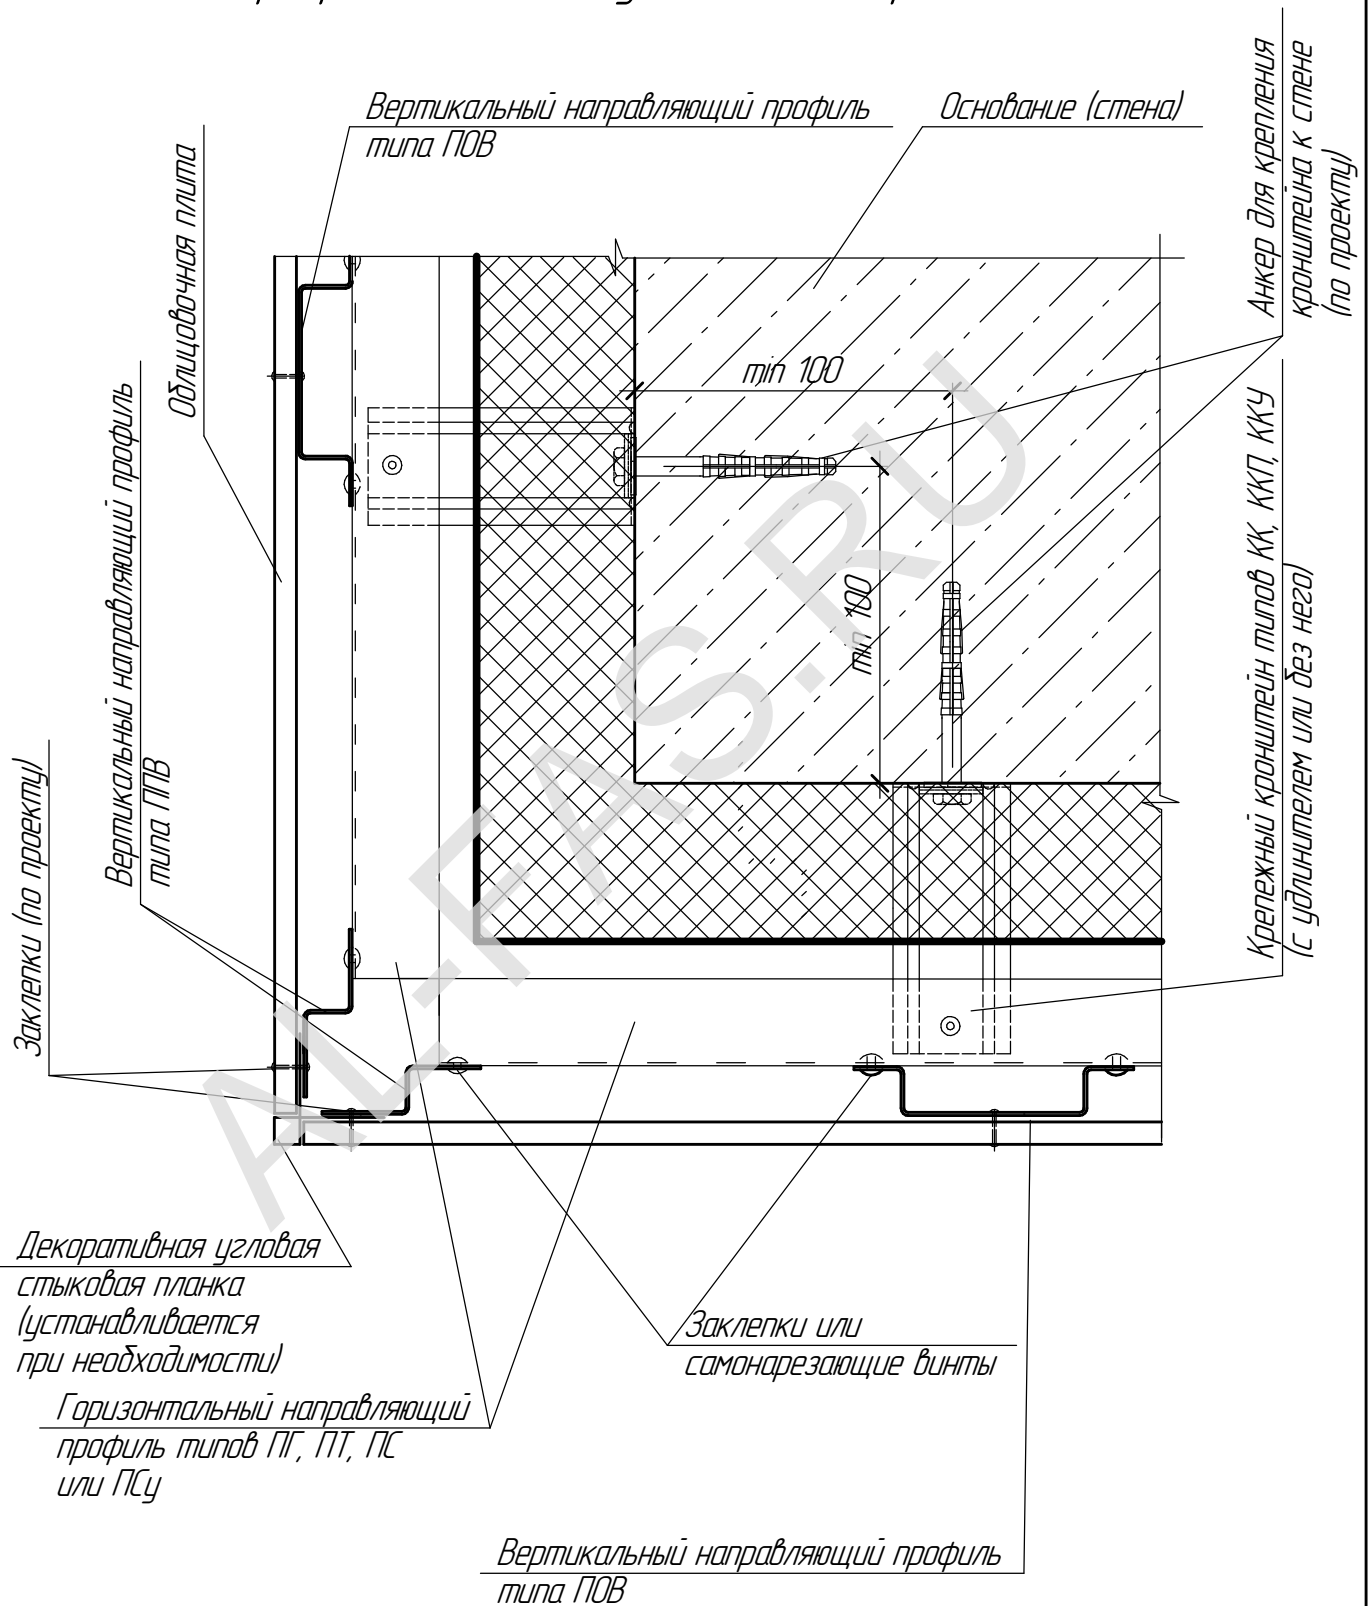 Вертикальный направляющий профиль
типа ПОВ
Основание (стена)
Анкер для крепления
кронштейна к стене
(по проекту)
Облицовочная плита
Вертикальный направляющий профиль
типа ППВ
Заклепки (по проекту)
min 100
min 100
Крепежный кронштейн типов КК, ККП, ККУ
(с удлинителем или без него)
AL-FAS.RU
Декоративная угловая
стыковая планка
(устанавливается
при необходимости)
Заклепки или
самонарезающие винты
Горизонтальный направляющий
профиль типов ПГ, ПТ, ПС
или ПСу
Вертикальный направляющий профиль
типа ПОВ